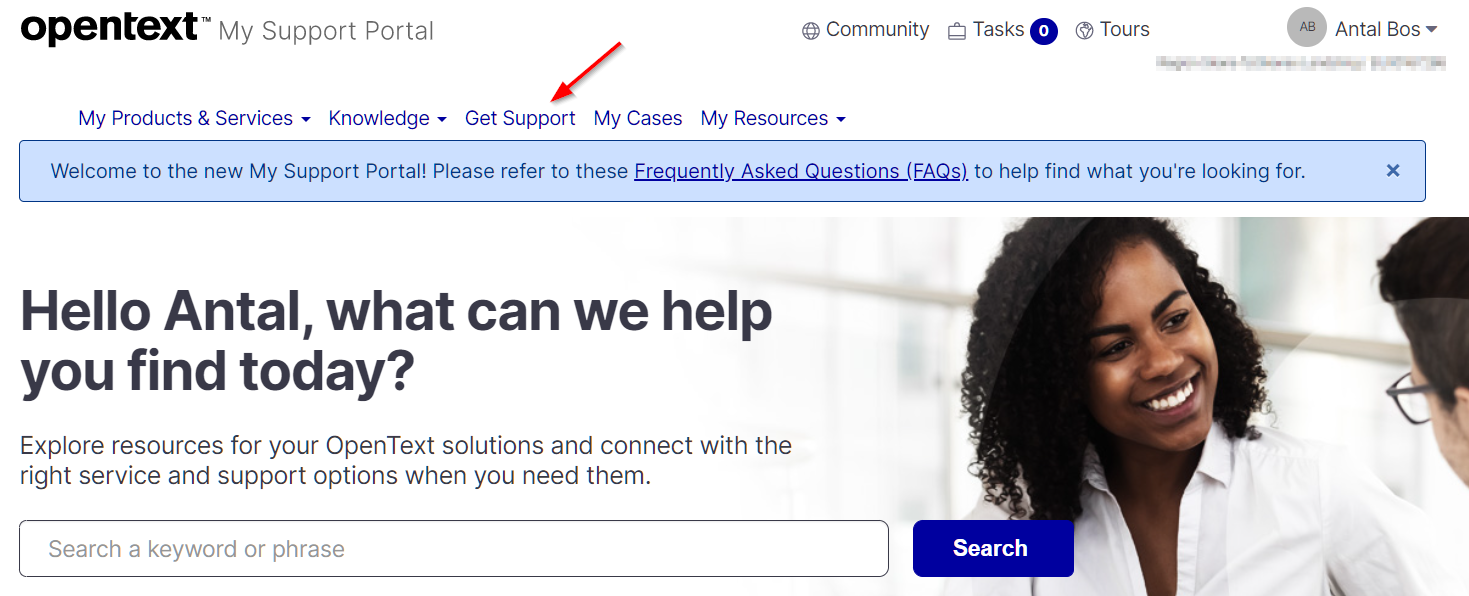 opentext™ My Support Portal
Community Tasks 0 Tours
AB Antal Bos
My Products & Services Knowledge Get Support My Cases My Resources
Welcome to the new My Support Portal! Please refer to these Frequently Asked Questions (FAQs) to help find what you're looking for. ×
Hello Antal, what can we help
you find today?
Explore resources for your OpenText solutions and connect with the
right service and support options when you need them.
Search a keyword or phrase
Search